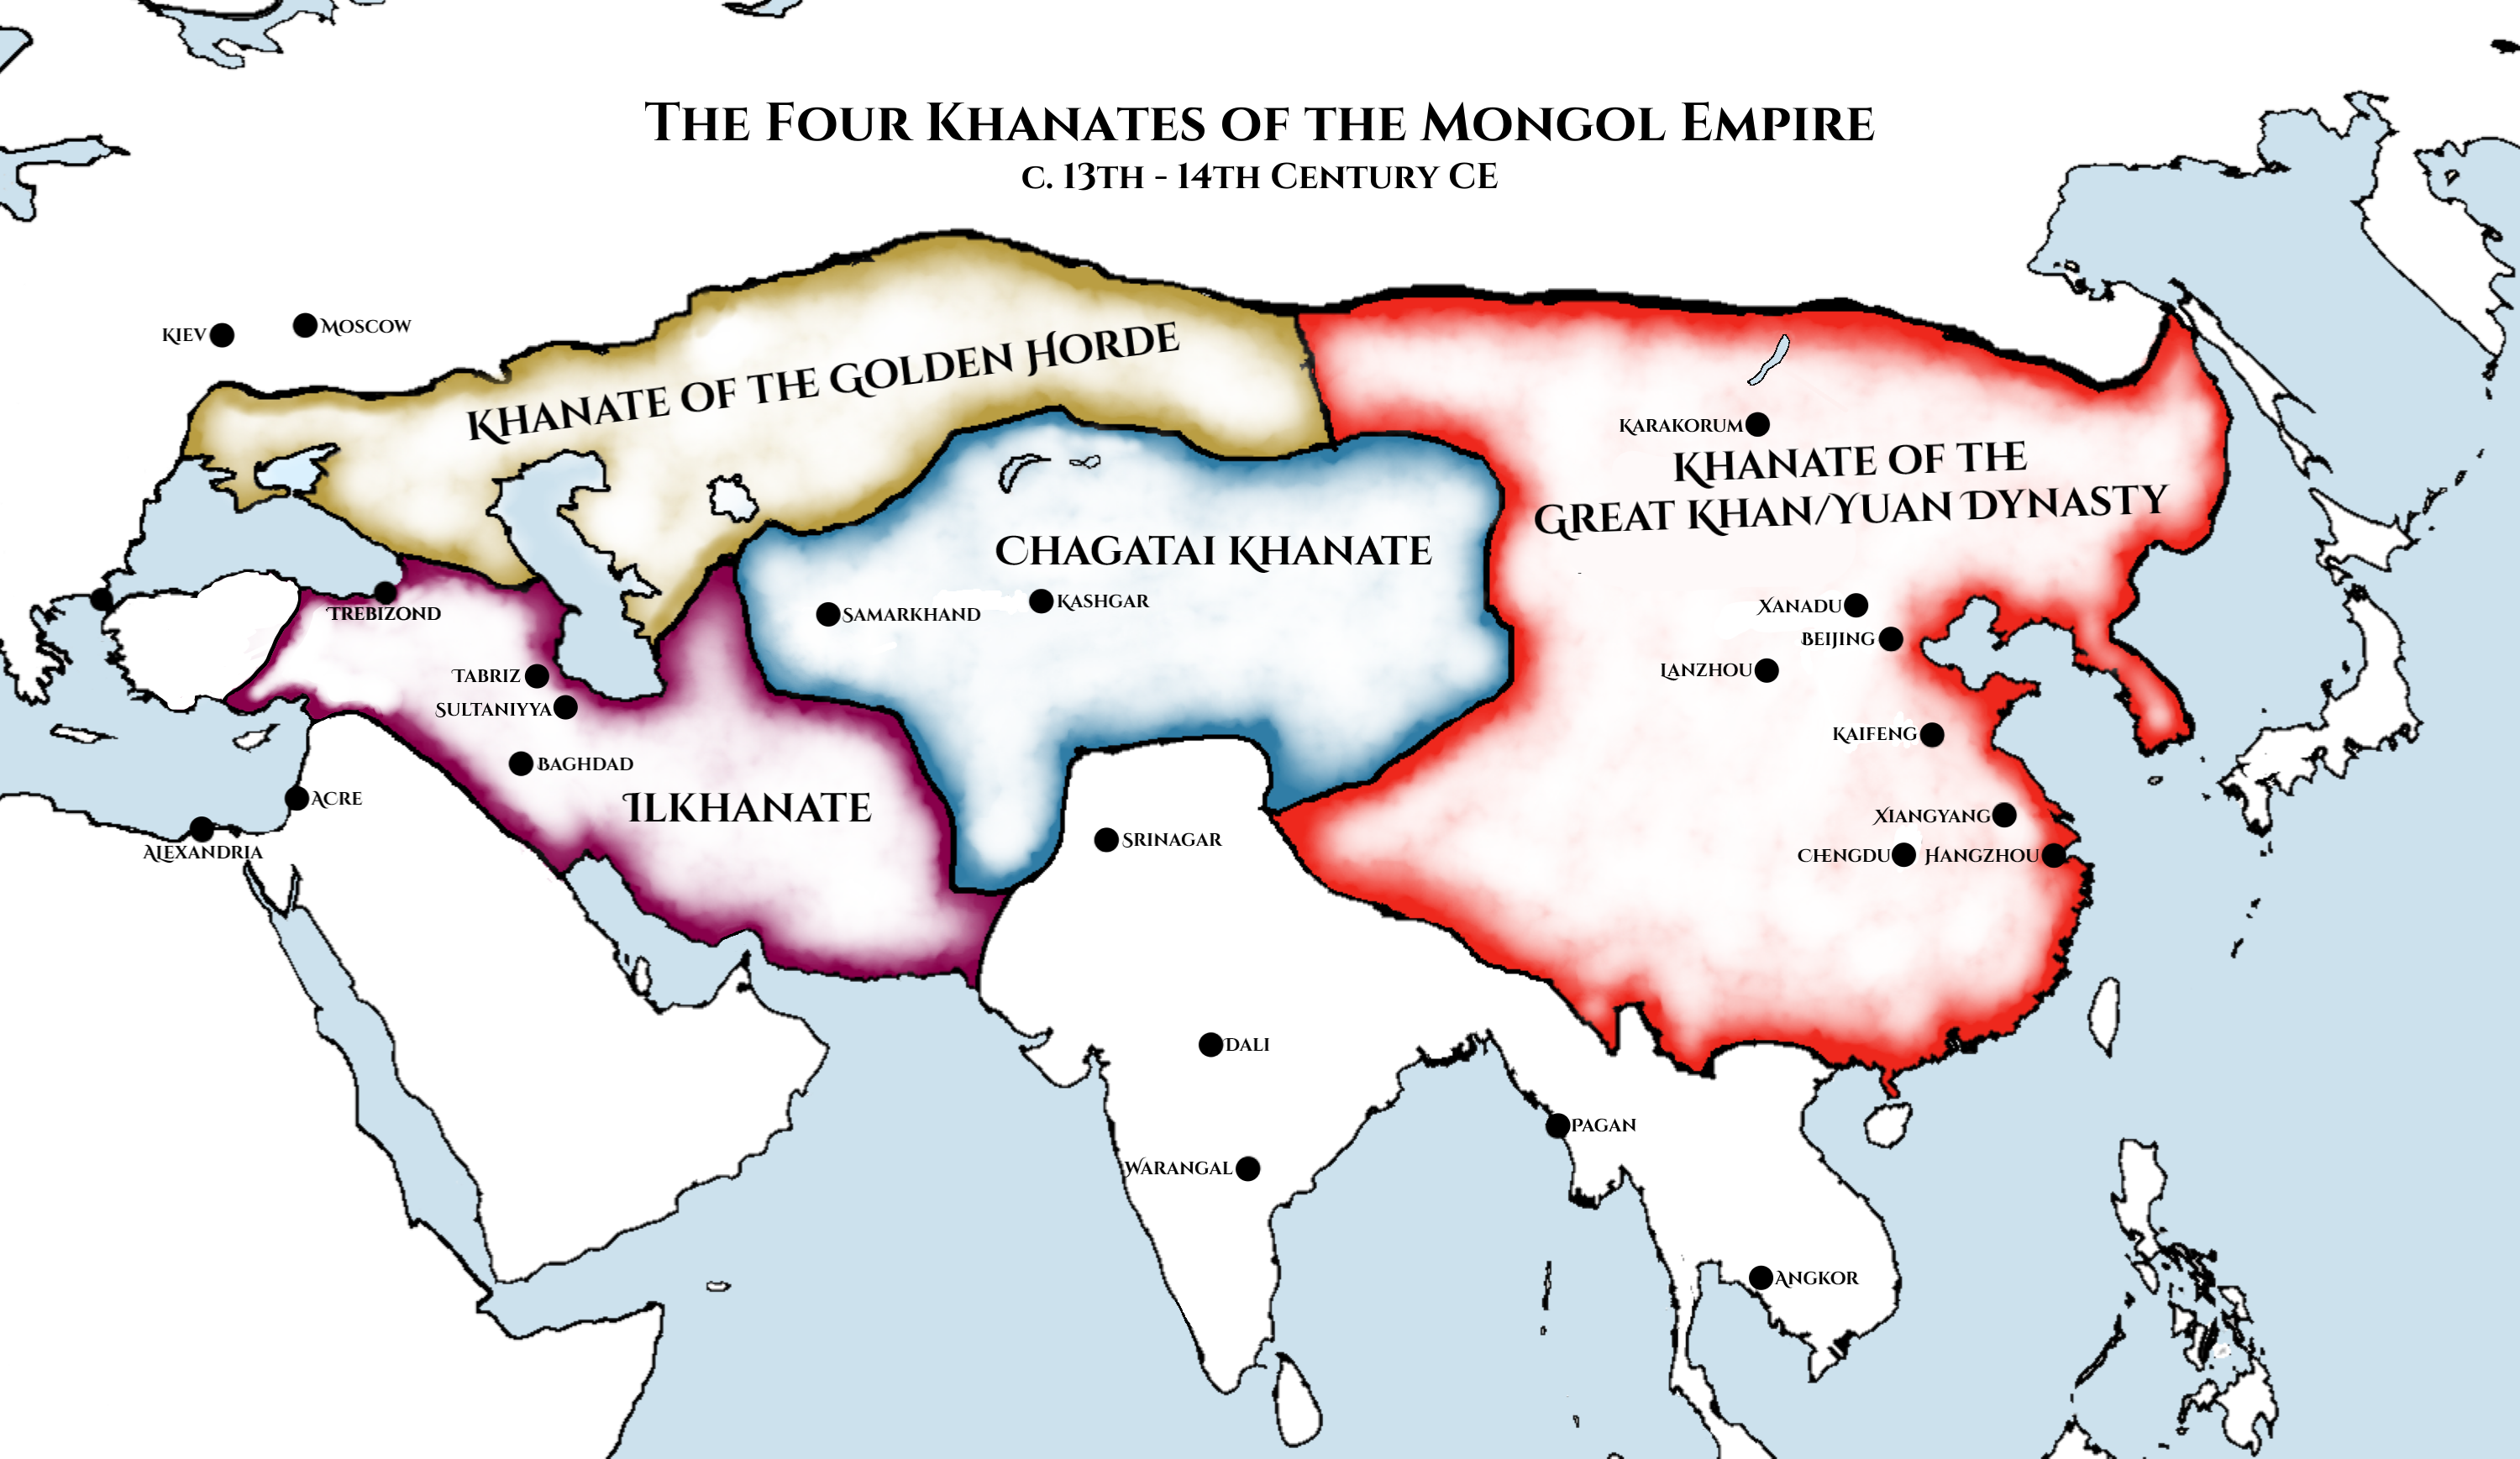 The Four Khanates of the Mongol Empire
c. 13th - 14th Century CE
Kiev
Moscow
Khanate of the Golden Horde
Karakorum
Khanate of the
Great Khan/Yuan Dynasty
Chagatai Khanate
Samarkhand
Kashgar
Trebizond
Xanadu
Beijing
Lanzhou
Tabriz
Sultaniyya
Baghdad
Ilkhanate
Kaifeng
Acre
Alexandria
Srinagar
Xiangyang
Chengdu
Hangzhou
Dali
Pagan
Warangal
Angkor